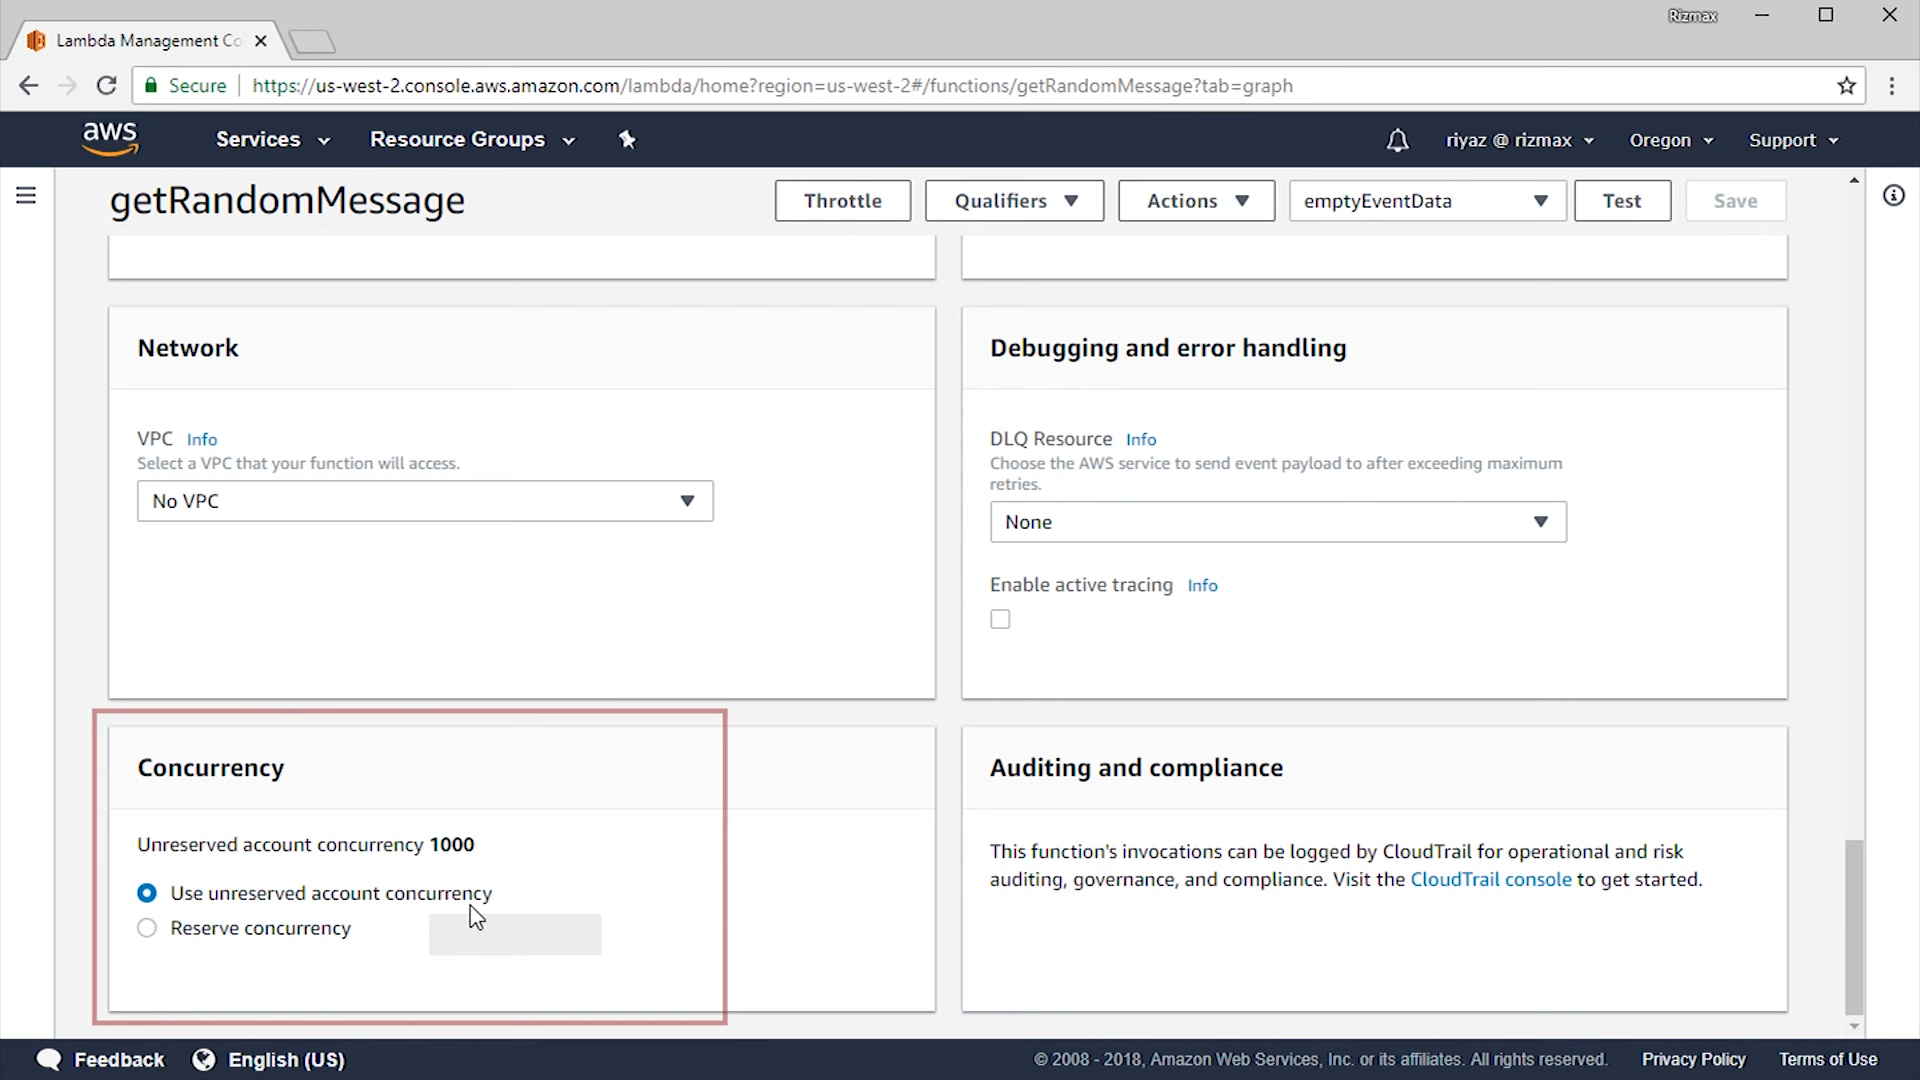 Rizmax
Lambda Management Co
Secure
https://us-west-2.console.aws.amazon.com/lambda/home?region=us-west-2#/functions/getRandomMessage?tab=graph
aws
Services
Resource Groups
riyaz @ rizmax
Oregon
Support
getRandomMessage
Throttle
Qualifiers
Actions
emptyEventData
Test
Save
Network
VPC Info
Select a VPC that your function will access.
No VPC
Debugging and error handling
DLQ Resource Info
Choose the AWS service to send event payload to after exceeding maximum
retries.
None
Enable active tracing Info
Concurrency
Unreserved account concurrency 1000
Use unreserved account concurrency
Reserve concurrency
Auditing and compliance
This function's invocations can be logged by CloudTrail for operational and risk
auditing, governance, and compliance. Visit the CloudTrail console to get started.
Feedback
English (US)
© 2008 - 2018, Amazon Web Services, Inc. or its affiliates. All rights reserved.
Privacy Policy
Terms of Use